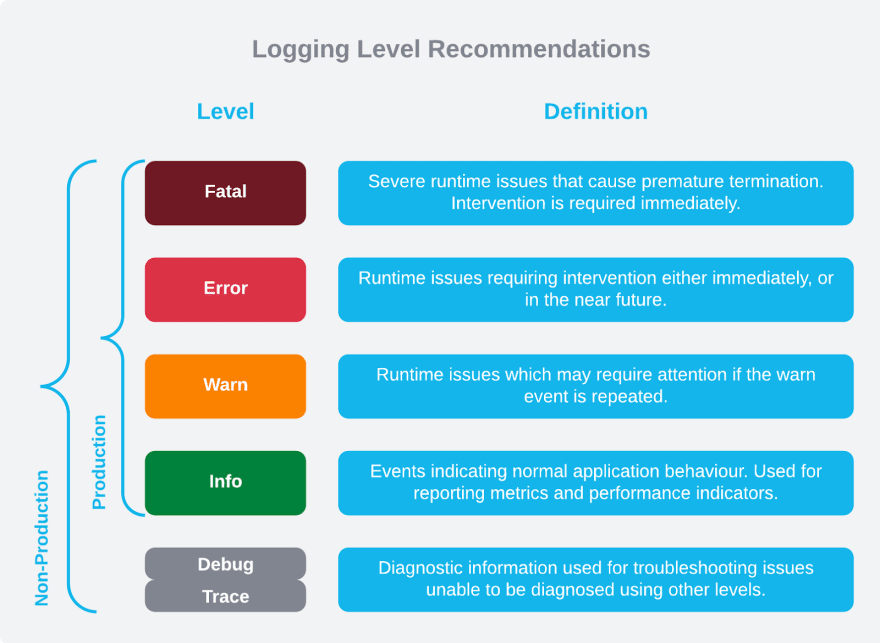 Logging Level Recommendations
Level
Definition
Fatal
Severe runtime issues that cause premature termination.
Intervention is required immediately.
Error
Runtime issues requiring intervention either immediately, or
in the near future.
Warn
Runtime issues which may require attention if the warn
event is repeated.
Info
Events indicating normal application behaviour. Used for
reporting metrics and performance indicators.
Debug
Trace
Diagnostic information used for troubleshooting issues
unable to be diagnosed using other levels.
Production
Non-Production